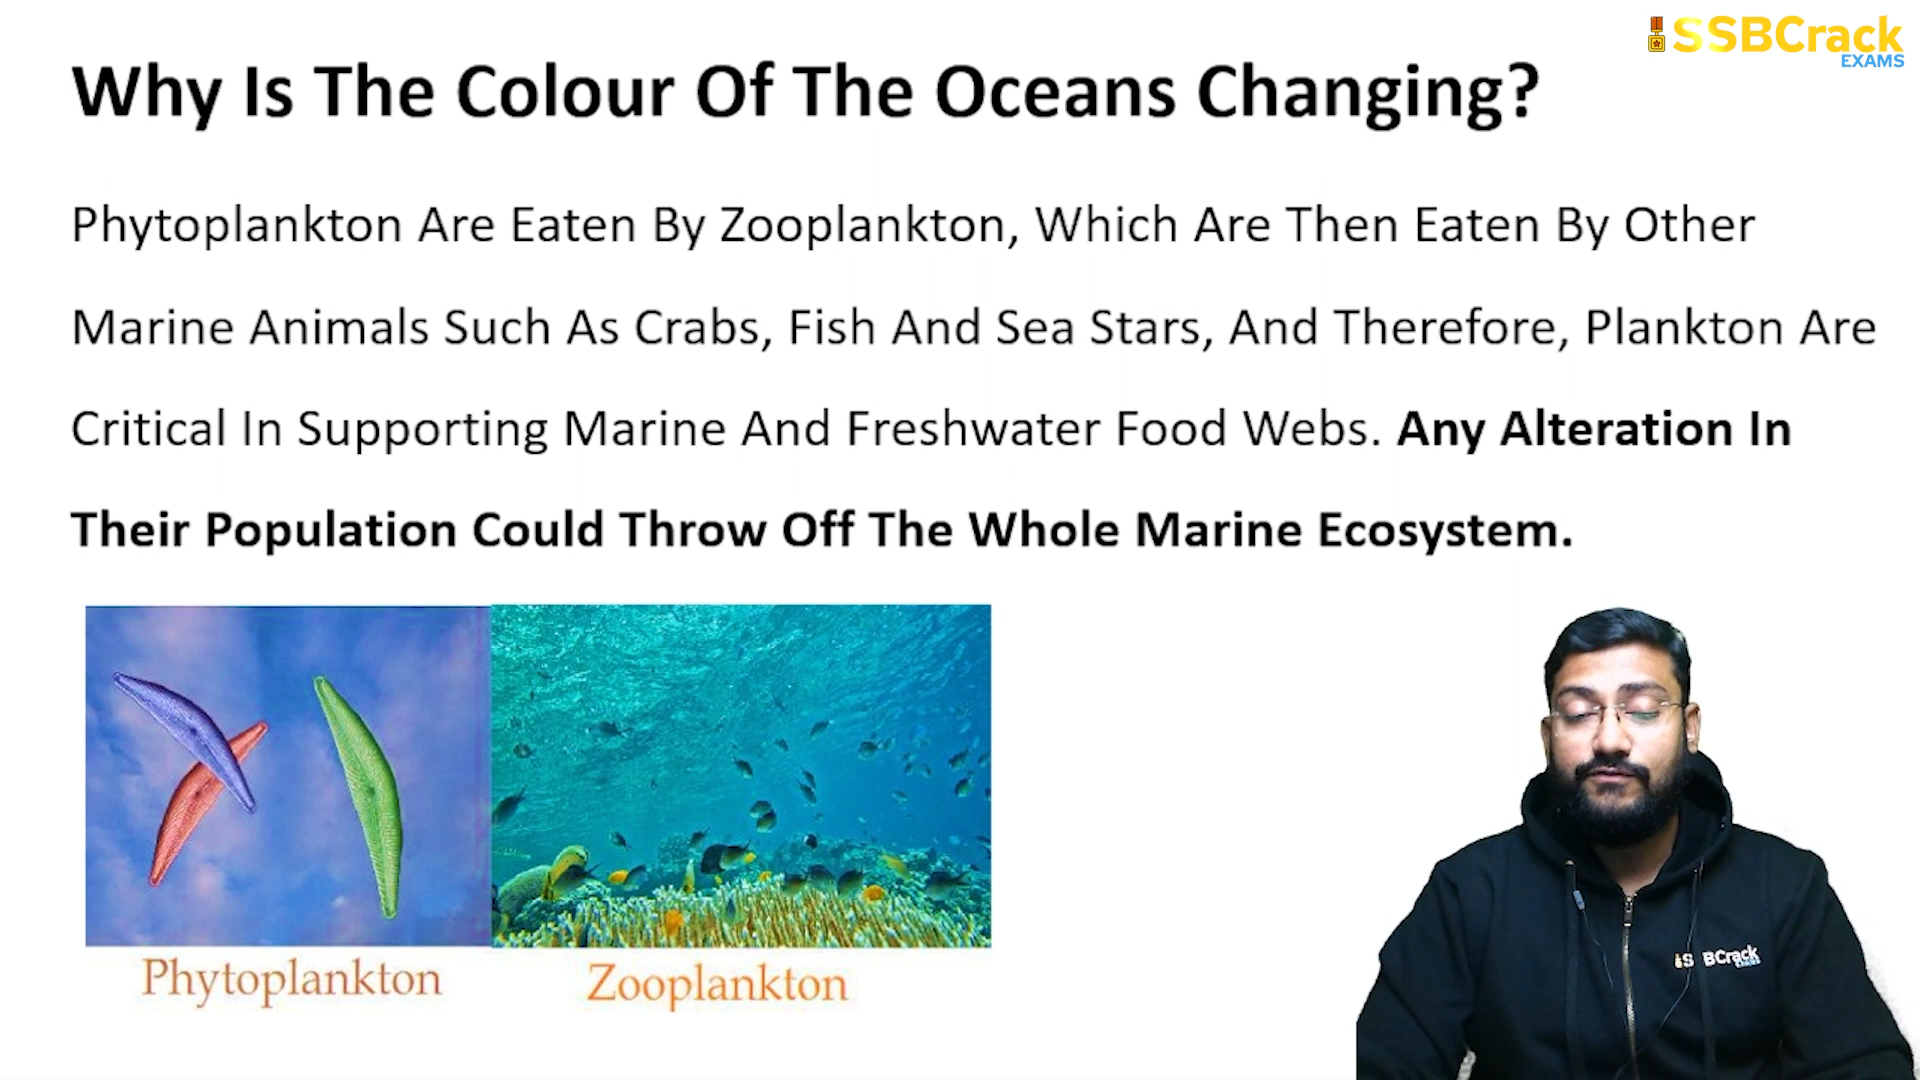 SSBCrack
EXAMS
Why Is The Colour Of The Oceans Changing?
Phytoplankton Are Eaten By Zooplankton, Which Are Then Eaten By Other
Marine Animals Such As Crabs, Fish And Sea Stars, And Therefore, Plankton Are
Critical In Supporting Marine And Freshwater Food Webs. Any Alteration In
Their Population Could Throw Off The Whole Marine Ecosystem.
Phytoplankton
Zooplankton
SSBCrack
EXAMS